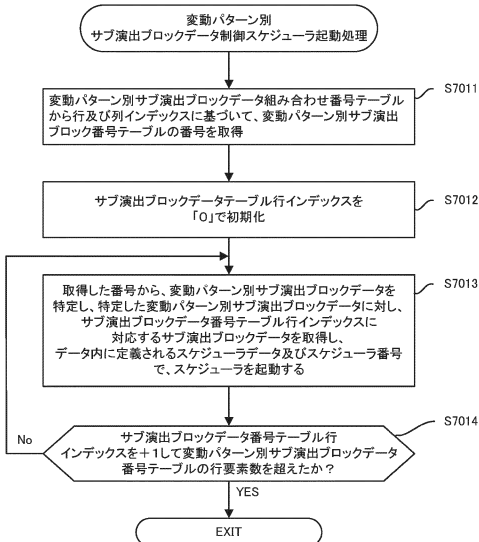 変動パターン別
サブ演出ブロックデータ制御スケジューラ起動処理
S7011
変動パターン別サブ演出ブロックデータ組み合わせ番号テーブル
から行及び列インデックスに基づいて、変動パターン別サブ演出
ブロック番号テーブルの番号を取得
S7012
サブ演出ブロックデータテーブル行インデックスを
「0」で初期化
S7013
取得した番号から、変動パターン別サブ演出ブロックデータを
特定し、特定した変動パターン別サブ演出ブロックデータに対し、
サブ演出ブロックデータ番号テーブル行インデックスに
対応するサブ演出ブロックデータを取得し、
データ内に定義されるスケジューラデータ及びスケジューラ番号
で、スケジューラを起動する
S7014
No
サブ演出ブロックデータ番号テーブル行
インデックスを+1して変動パターン別サブ演出ブロックデータ
番号テーブルの行要素数を超えたか?
YES
EXIT